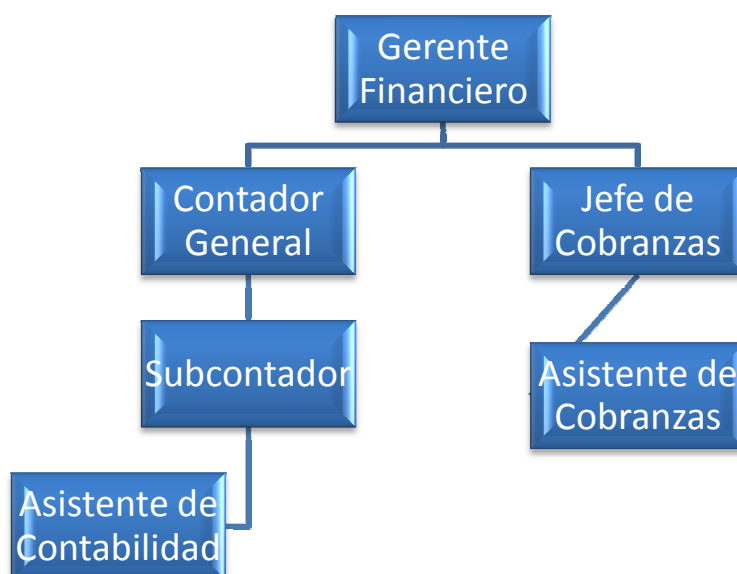 Gerente
Financiero
Contador
General
Jefe de
Cobranzas
Subcontador
Asistente de
Cobranzas
Asistente de
Contabilidad